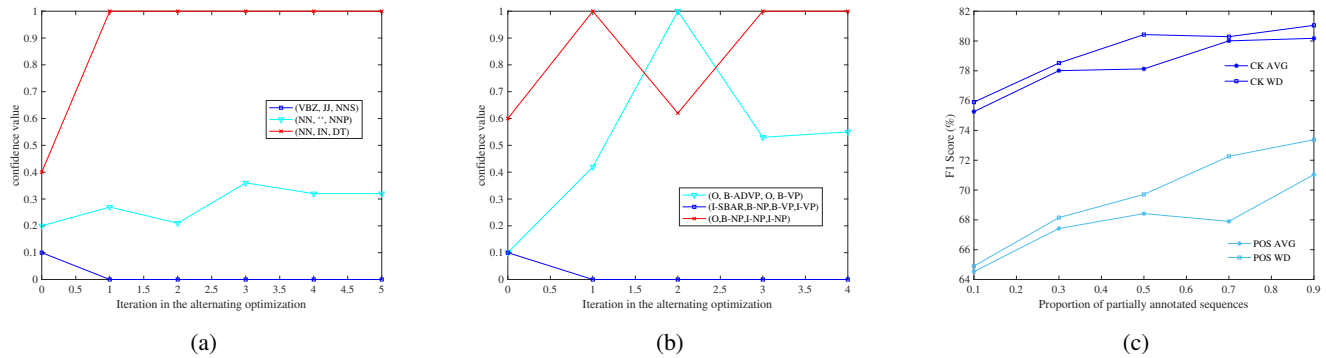 1
0.9
0.8
0.7
0.6
0.5
0.4
0.3
0.2
0.1
0
confidence value
(VBZ, JJ, NNS)
(NN, ‘‘, NNP)
(NN, IN, DT)
0 0.5 1 1.5 2 2.5 3 3.5 4 4.5 5
Iteration in the alternating optimization
(a)
1
0.9
0.8
0.7
0.6
0.5
0.4
0.3
0.2
0.1
0
confidence value
(O, B-ADVP, O, B-VP)
(I-SBAR,B-NP,B-VP,I-VP)
(O,B-NP,I-NP,I-NP)
0 0.5 1 1.5 2 2.5 3 3.5 4
Iteration in the alternating optimization
(b)
82
80
78
76
74
72
70
68
66
64
F1 Score (%)
CK AVG
CK WD
POS AVG
POS WD
0.1 0.2 0.3 0.4 0.5 0.6 0.7 0.8 0.9
Proportion of partially annotated sequences
(c)